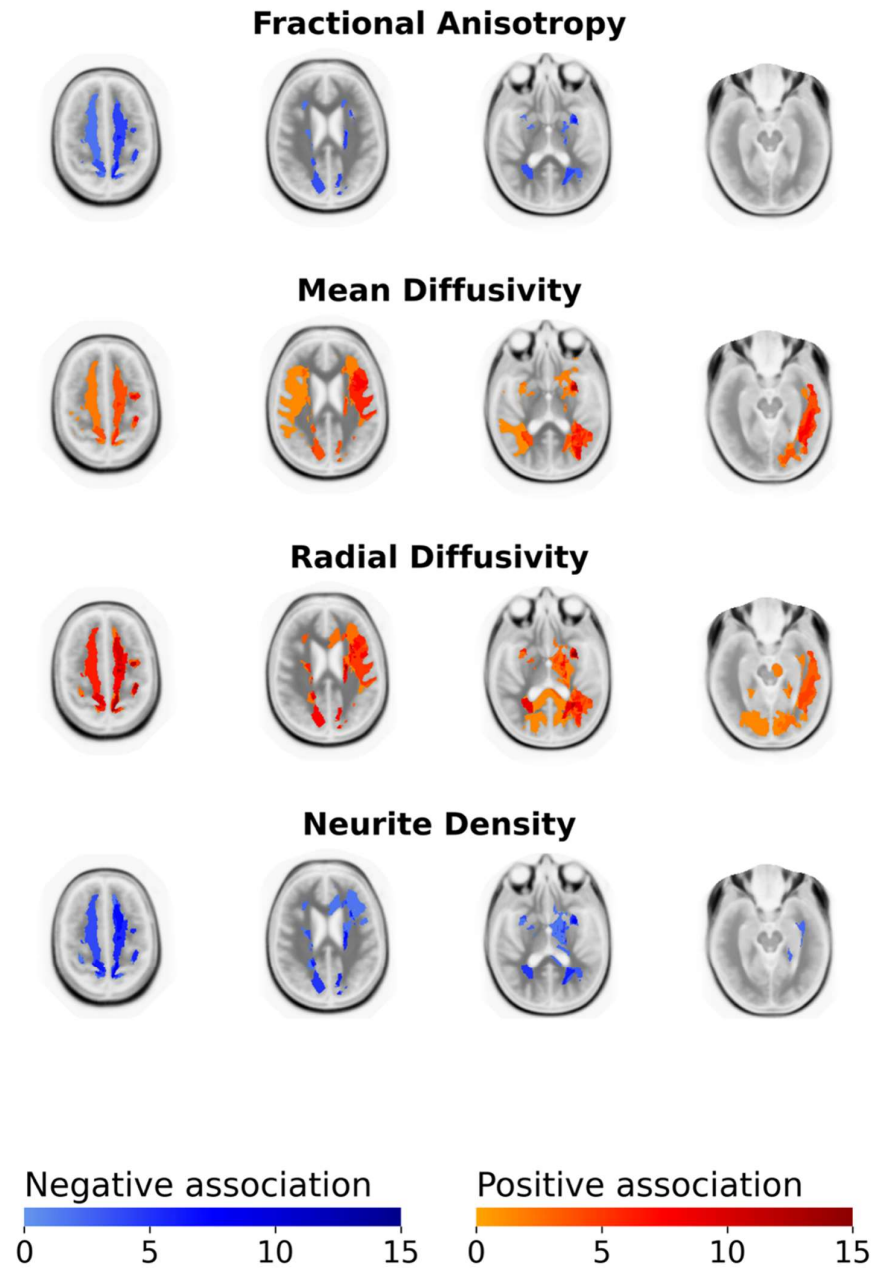 Fractional Anisotropy
Mean Diffusivity
Radial Diffusivity
Neurite Density
Negative association
Positive association
0 5 10 15
0 5 10 15